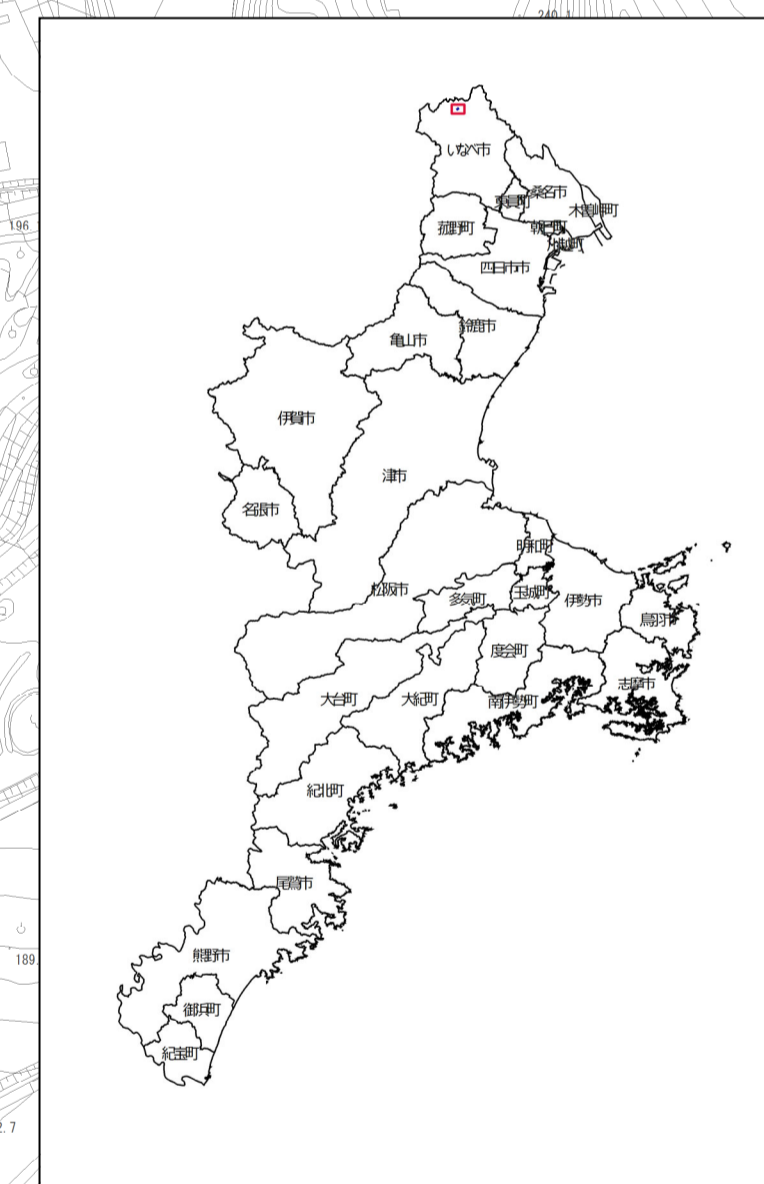 240.1
いなべ市
桑名市
東員町
木曽岬町
196
菰野町
朝日町
川越町
四日市市
鈴鹿市
亀山市
伊賀市
津市
名張市
明和町
松阪市
多気町
玉城町
伊勢市
鳥羽市
度会町
志摩市
大台町
大紀町
南伊勢町
紀北町
尾鷲市
熊野市
189.
御浜町
紀宝町
2.7